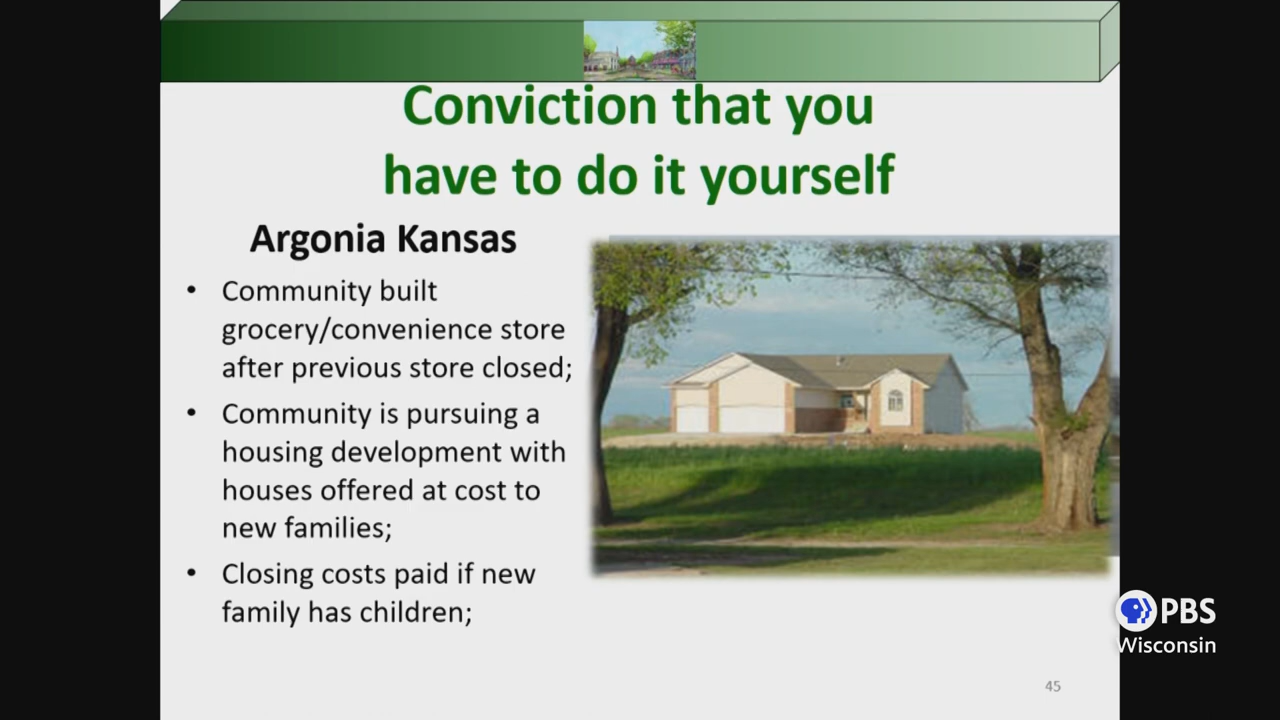 Conviction that you
have to do it yourself
Argonia Kansas
• Community built
grocery/convenience store
after previous store closed;
• Community is pursuing a
housing development with
houses offered at cost to
new families;
• Closing costs paid if new
family has children;
PBS
Wisconsin
45